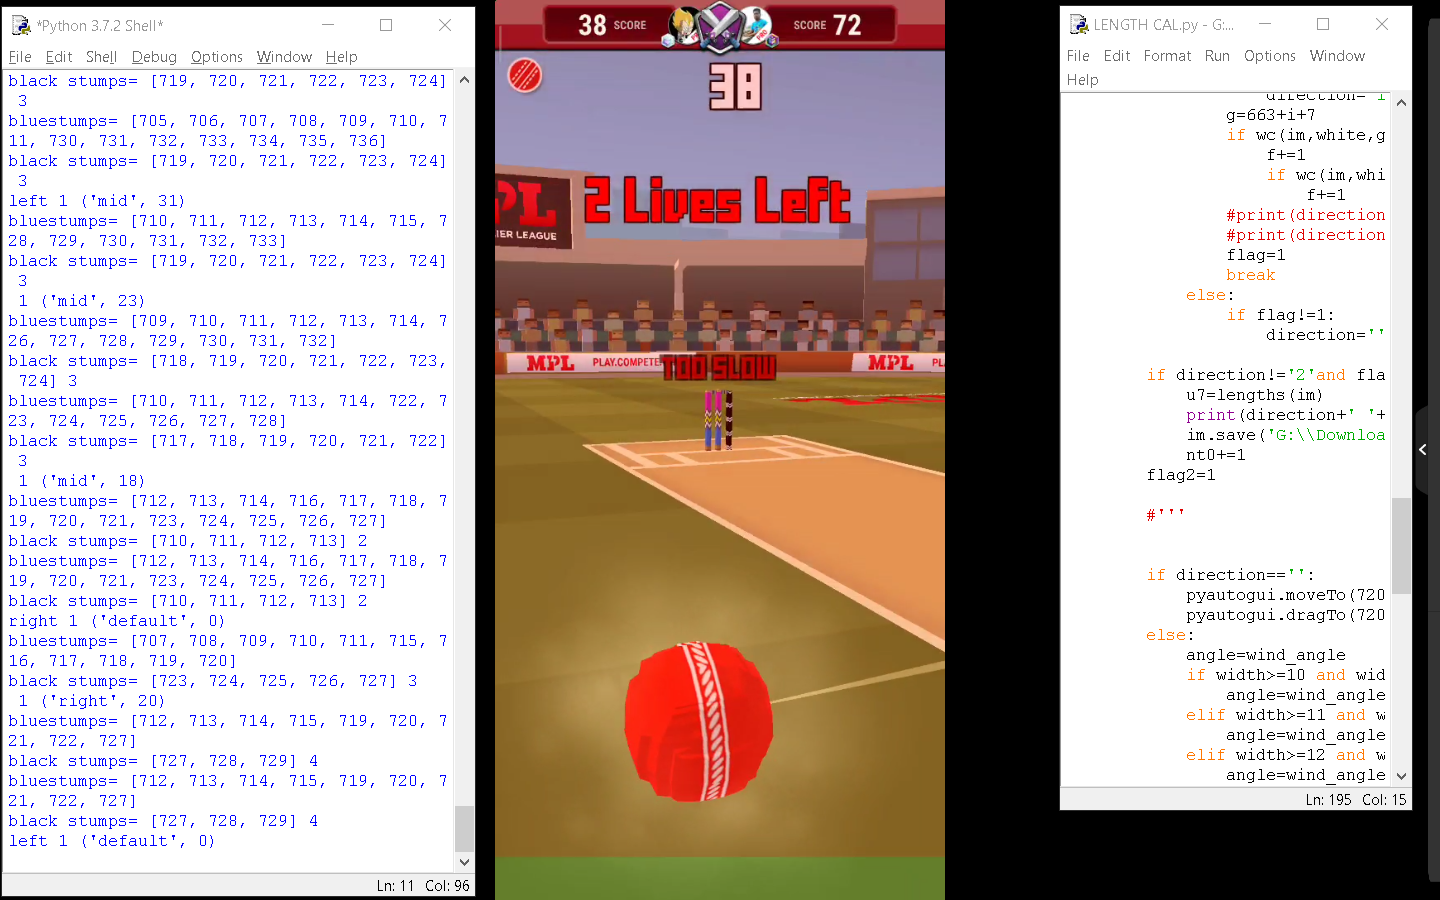 *Python 3.7.2 Shell*
File Edit Shell Debug Options Window Help
black stumps= [719, 720, 721, 722, 723, 724]
3
bluestumps= [705, 706, 707, 708, 709, 710, 7
11, 730, 731, 732, 733, 734, 735, 736]
black stumps= [719, 720, 721, 722, 723, 724]
3
left 1 ('mid', 31)
bluestumps= [710, 711, 712, 713, 714, 715, 7
28, 729, 730, 731, 732, 733]
black stumps= [719, 720, 721, 722, 723, 724]
3
1 ('mid', 23)
bluestumps= [709, 710, 711, 712, 713, 714, 7
26, 727, 728, 729, 730, 731, 732]
black stumps= [718, 719, 720, 721, 722, 723,
724] 3
bluestumps= [710, 711, 712, 713, 714, 722, 7
23, 724, 725, 726, 727, 728]
black stumps= [717, 718, 719, 720, 721, 722]
3
1 ('mid', 18)
bluestumps= [712, 713, 714, 716, 717, 718, 7
19, 720, 721, 723, 724, 725, 726, 727]
black stumps= [710, 711, 712, 713] 2
bluestumps= [712, 713, 714, 716, 717, 718, 7
19, 720, 721, 723, 724, 725, 726, 727]
black stumps= [710, 711, 712, 713] 2
right 1 ('default', 0)
bluestumps= [707, 708, 709, 710, 711, 715, 7
16, 717, 718, 719, 720]
black stumps= [723, 724, 725, 726, 727] 3
1 ('right', 20)
bluestumps= [712, 713, 714, 715, 719, 720, 7
21, 722, 727]
black stumps= [727, 728, 729] 4
bluestumps= [712, 713, 714, 715, 719, 720, 7
21, 722, 727]
black stumps= [727, 728, 729] 4
left 1 ('default', 0)
Ln: 11 Col: 96
38 SCORE
SCORE 72
PRO
38
2 Lives Left
MPL
IER LEAGUE
MPL PLAY.COMPETE
MPL
TOO SLOW
LENGTH CAL.py - G:...
File Edit Format Run Options Window
Help
direction='i
g=663+i+7
if wc(im,white,g
f+=1
if wc(im,whi
f+=1
#print(direction
#print(direction
flag=1
break
else:
if flag!=1:
direction=''
if direction!='2'and fla
u7=lengths(im)
print(direction+' '+
im.save('G:\\Downloa
nt0+=1
flag2=1
#'''
if direction=='':
pyautogui.moveTo(720
pyautogui.dragTo(720
else:
angle=wind_angle
if width>=10 and wid
angle=wind_angle
elif width>=11 and w
angle=wind_angle
elif width>=12 and w
angle=wind_angle
Ln: 195 Col: 15